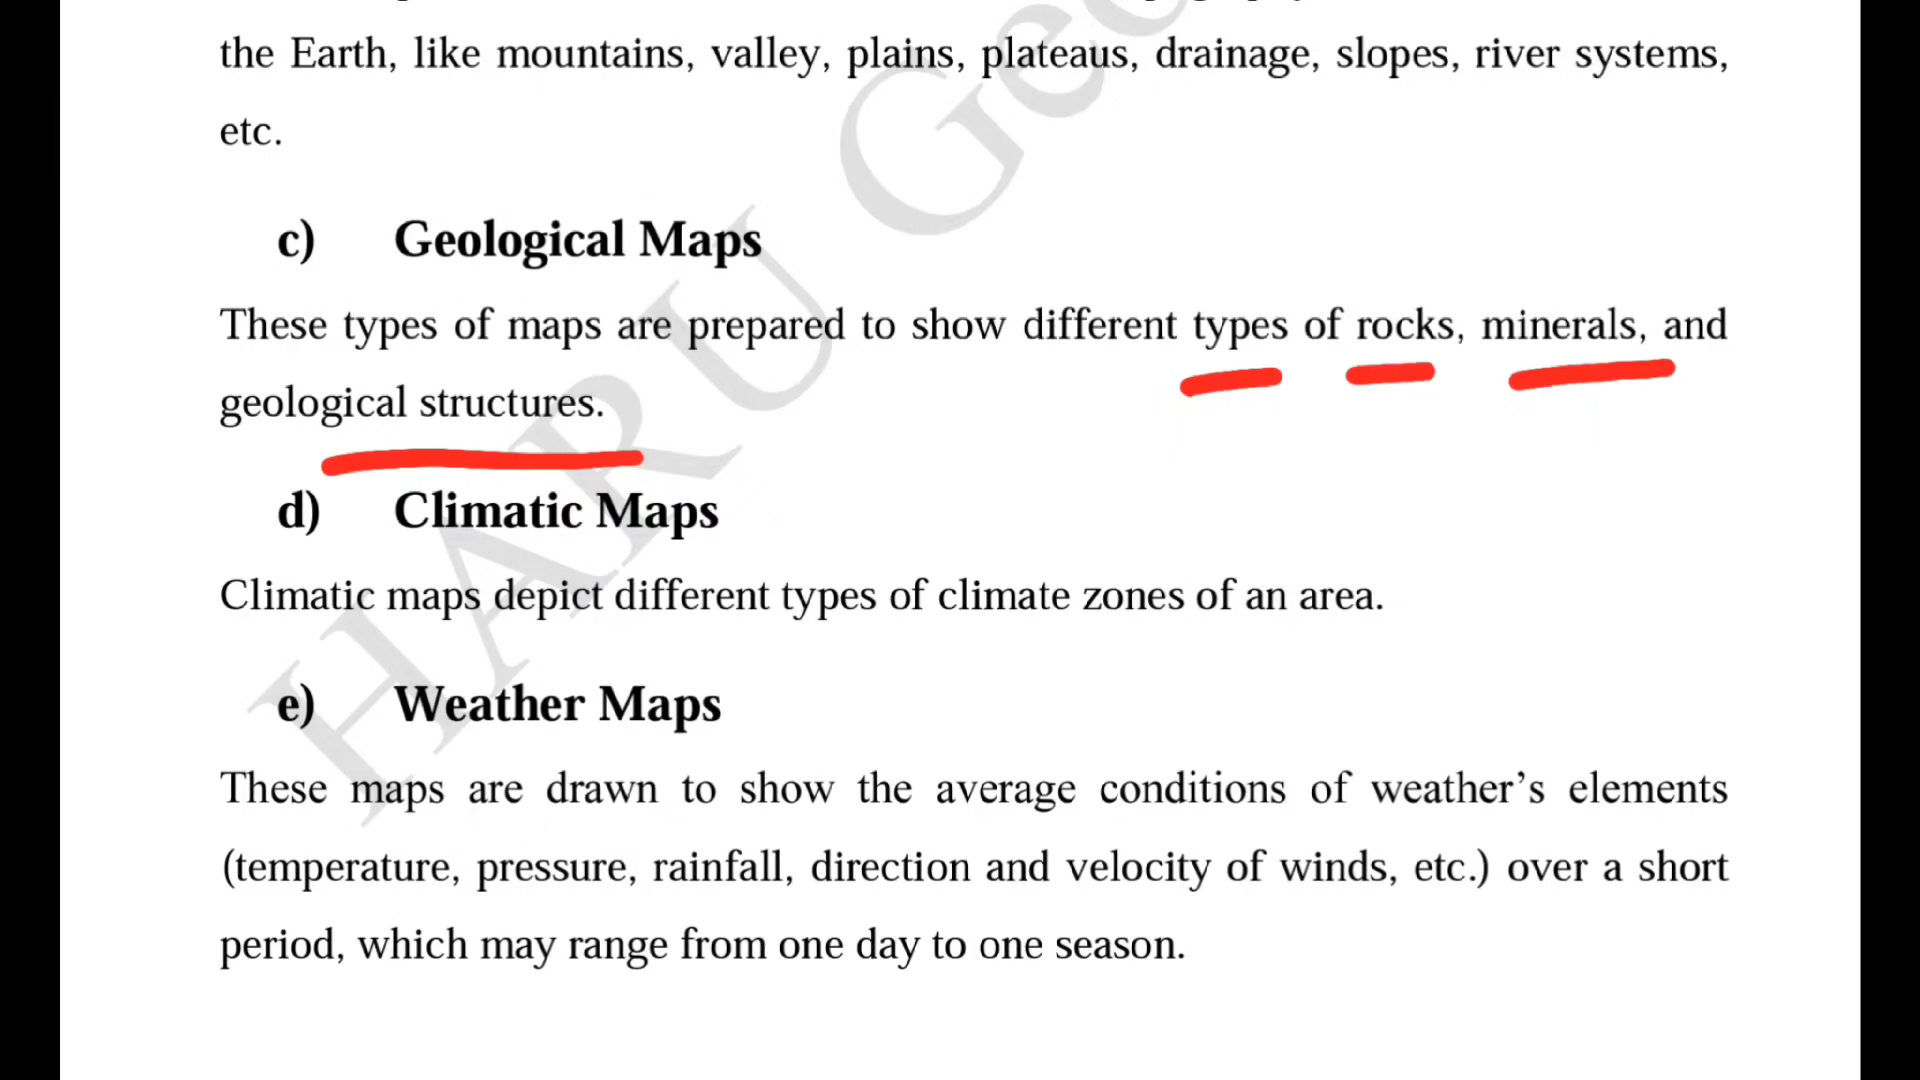 the Earth, like mountains, valley, plains, plateaus, drainage, slopes, river systems,
etc.
c) Geological Maps
These types of maps are prepared to show different types of rocks, minerals, and
geological structures.
d) Climatic Maps
Climatic maps depict different types of climate zones of an area.
e) Weather Maps
These maps are drawn to show the average conditions of weather’s elements
(temperature, pressure, rainfall, direction and velocity of winds, etc.) over a short
period, which may range from one day to one season.
HARU Geo